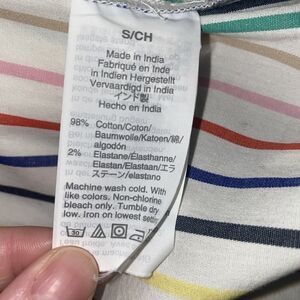 S/CH
Made in India
Fabriqué en Inde
in Indien Hergestellt
Vervaardigd in India
インド製
Hecho en India
98% Cotton/Coton/
Baumwolle/Katoen/綿/
algodón
2% Elastane/Élasthanne/
Elastan/Elastaan/エラ
ステーン/elastano
Machine wash cold. With
like colors. Non-chlorine
bleach only. Tumble dry
low. Iron on lowest setting.
30